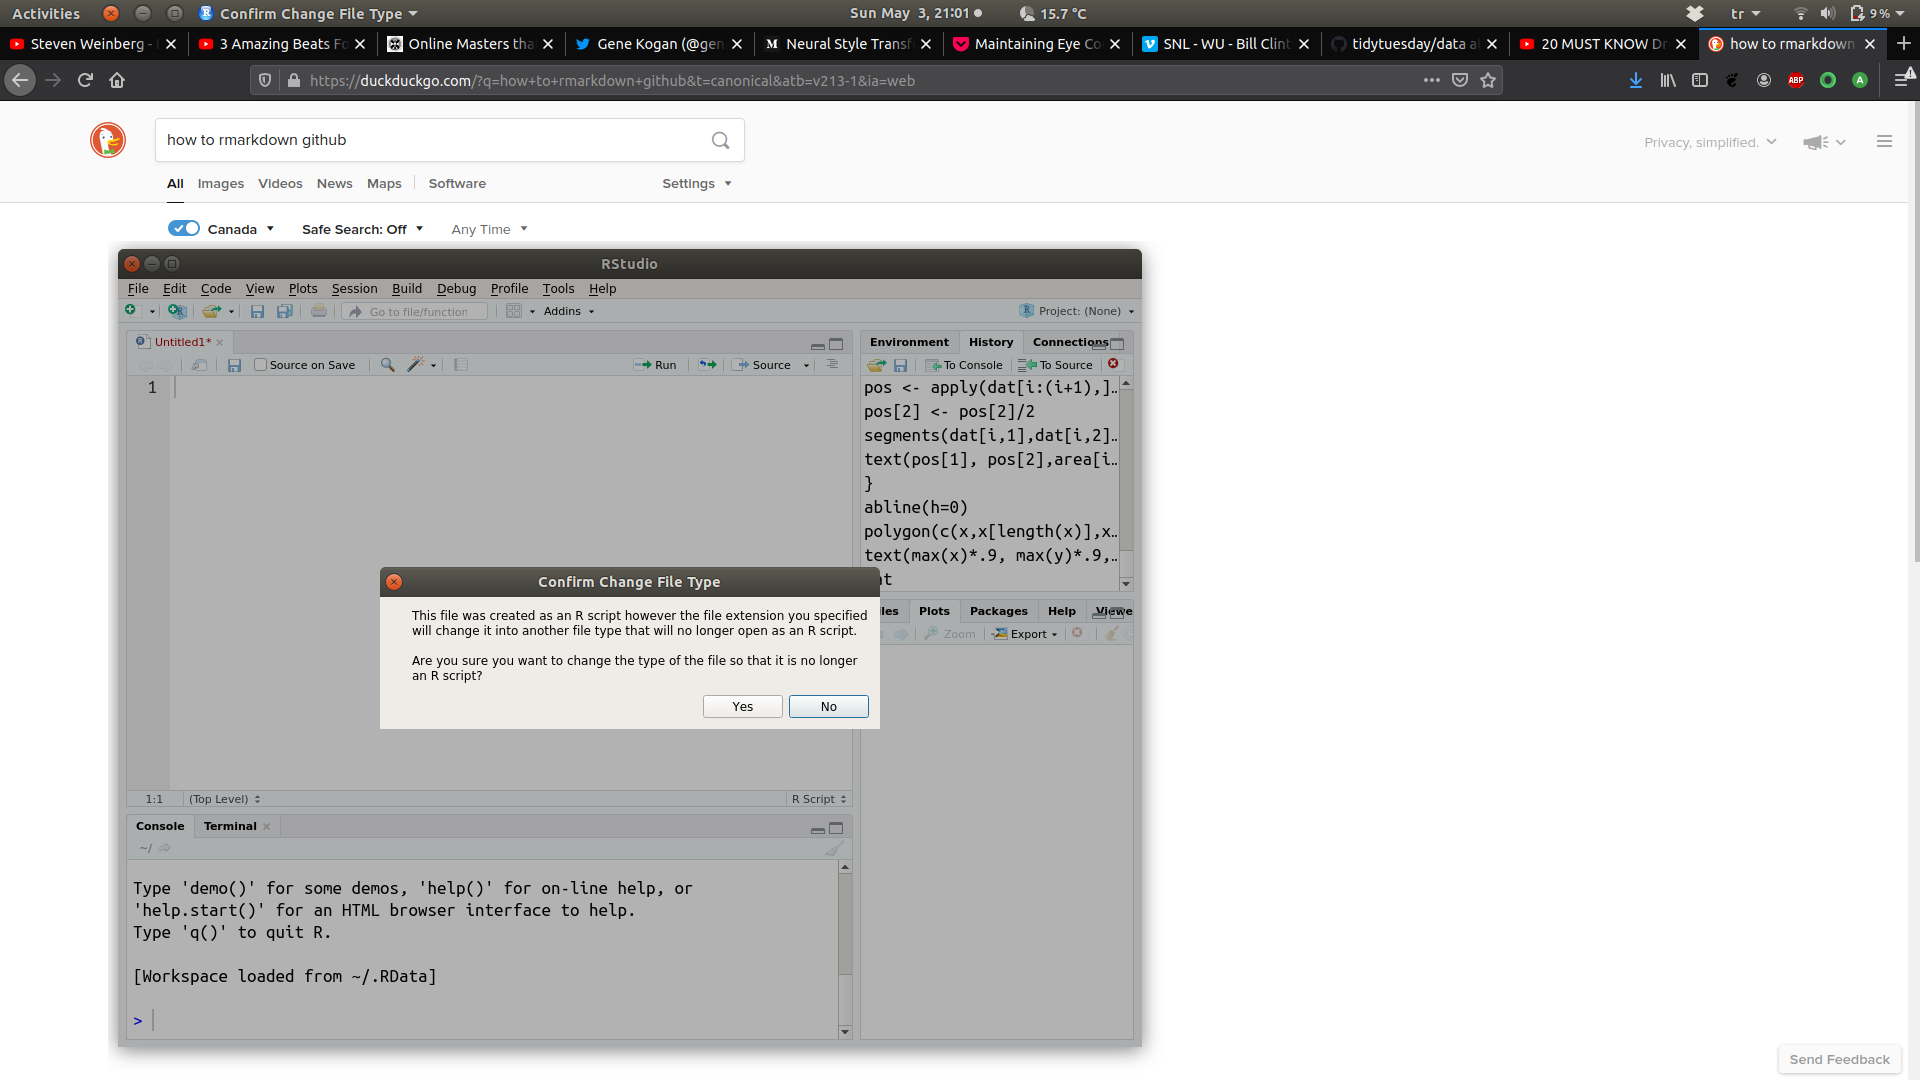 Activities
Confirm Change File Type
Sun May 3, 21:01
15.7 °C
tr
9 %
Steven Weinberg -
3 Amazing Beats Fo
Online Masters tha
Gene Kogan (@gen
Neural Style Transf
Maintaining Eye Co
SNL - WU - Bill Clint
tidytuesday/data a
20 MUST KNOW Dr
how to rmarkdown
https://duckduckgo.com/?q=how+to+rmarkdown+github&t=canonical&atb=v213-1&ia=web
ABP
A
how to rmarkdown github
Privacy, simplified.
All Images Videos News Maps Software Settings
Canada Safe Search: Off Any Time
RStudio
File Edit Code View Plots Session Build Debug Profile Tools Help
Go to file/function Addins Project: (None)
Untitled1*
Source on Save Run Source
1
1:1 (Top Level) R Script
Environment History Connections
To Console To Source
pos <- apply(dat[i:(i+1),]…
pos[2] <- pos[2]/2
segments(dat[i,1],dat[i,2]…
text(pos[1], pos[2],area[i…
}
abline(h=0)
polygon(c(x,x[length(x)],x…
text(max(x)*.9, max(y)*.9,…
Plots Packages Help Viewe
Zoom Export
Confirm Change File Type
This file was created as an R script however the file extension you specified
will change it into another file type that will no longer open as an R script.
Are you sure you want to change the type of the file so that it is no longer
an R script?
Yes No
Console Terminal
~/
Type 'demo()' for some demos, 'help()' for on-line help, or
'help.start()' for an HTML browser interface to help.
Type 'q()' to quit R.
[Workspace loaded from ~/.RData]
>
Send Feedback